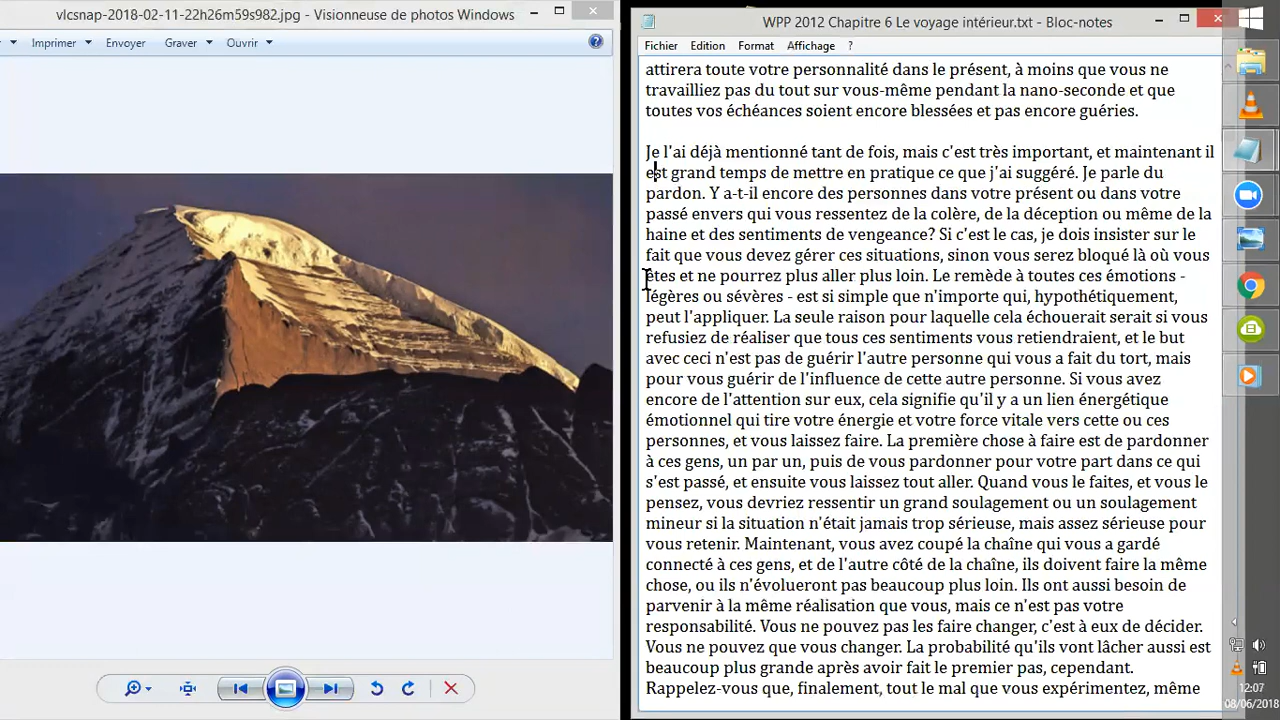 vlcsnap-2018-02-11-22h26m59s982.jpg - Visionneuse de photos Windows
Imprimer Envoyer Graver Ouvrir
WPP 2012 Chapitre 6 Le voyage intérieur.txt - Bloc-notes
Fichier Edition Format Affichage ?
attirera toute votre personnalité dans le présent, à moins que vous ne
travailliez pas du tout sur vous-même pendant la nano-seconde et que
toutes vos échéances soient encore blessées et pas encore guéries.
Je l'ai déjà mentionné tant de fois, mais c'est très important, et maintenant il
est grand temps de mettre en pratique ce que j'ai suggéré. Je parle du
pardon. Y a-t-il encore des personnes dans votre présent ou dans votre
passé envers qui vous ressentez de la colère, de la déception ou même de la
haine et des sentiments de vengeance? Si c'est le cas, je dois insister sur le
fait que vous devez gérer ces situations, sinon vous serez bloqué là où vous
êtes et ne pourrez plus aller plus loin. Le remède à toutes ces émotions -
légères ou sévères - est si simple que n'importe qui, hypothétiquement,
peut l'appliquer. La seule raison pour laquelle cela échouerait serait si vous
refusiez de réaliser que tous ces sentiments vous retiendraient, et le but
avec ceci n'est pas de guérir l'autre personne qui vous a fait du tort, mais
pour vous guérir de l'influence de cette autre personne. Si vous avez
encore de l'attention sur eux, cela signifie qu'il y a un lien énergétique
émotionnel qui tire votre énergie et votre force vitale vers cette ou ces
personnes, et vous laissez faire. La première chose à faire est de pardonner
à ces gens, un par un, puis de vous pardonner pour votre part dans ce qui
s'est passé, et ensuite vous laissez tout aller. Quand vous le faites, et vous le
pensez, vous devriez ressentir un grand soulagement ou un soulagement
mineur si la situation n'était jamais trop sérieuse, mais assez sérieuse pour
vous retenir. Maintenant, vous avez coupé la chaîne qui vous a gardé
connecté à ces gens, et de l'autre côté de la chaîne, ils doivent faire la même
chose, ou ils n'évolueront pas beaucoup plus loin. Ils ont aussi besoin de
parvenir à la même réalisation que vous, mais ce n'est pas votre
responsabilité. Vous ne pouvez pas les faire changer, c'est à eux de décider.
Vous ne pouvez que vous changer. La probabilité qu'ils vont lâcher aussi est
beaucoup plus grande après avoir fait le premier pas, cependant.
Rappelez-vous que, finalement, tout le mal que vous expérimentez, même
12:07
08/06/2018